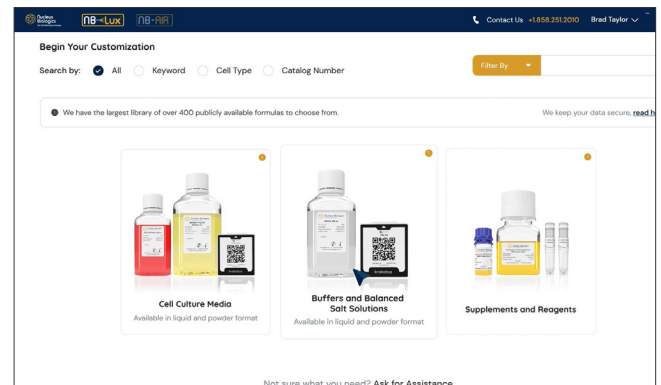 Nucleus Biologics
NB-Lux
NB-AIR
Contact Us +1.858.251.2010
Brad Taylor
Begin Your Customization
Search by: All Keyword Cell Type Catalog Number
Filter By
We have the largest library of over 400 publicly available formulas to choose from.
We keep your data secure, read h
Cell Culture Media
Available in liquid and powder format
Buffers and Balanced
Salt Solutions
Available in liquid and powder format
Supplements and Reagents
Not sure what you need? Ask for Assistance